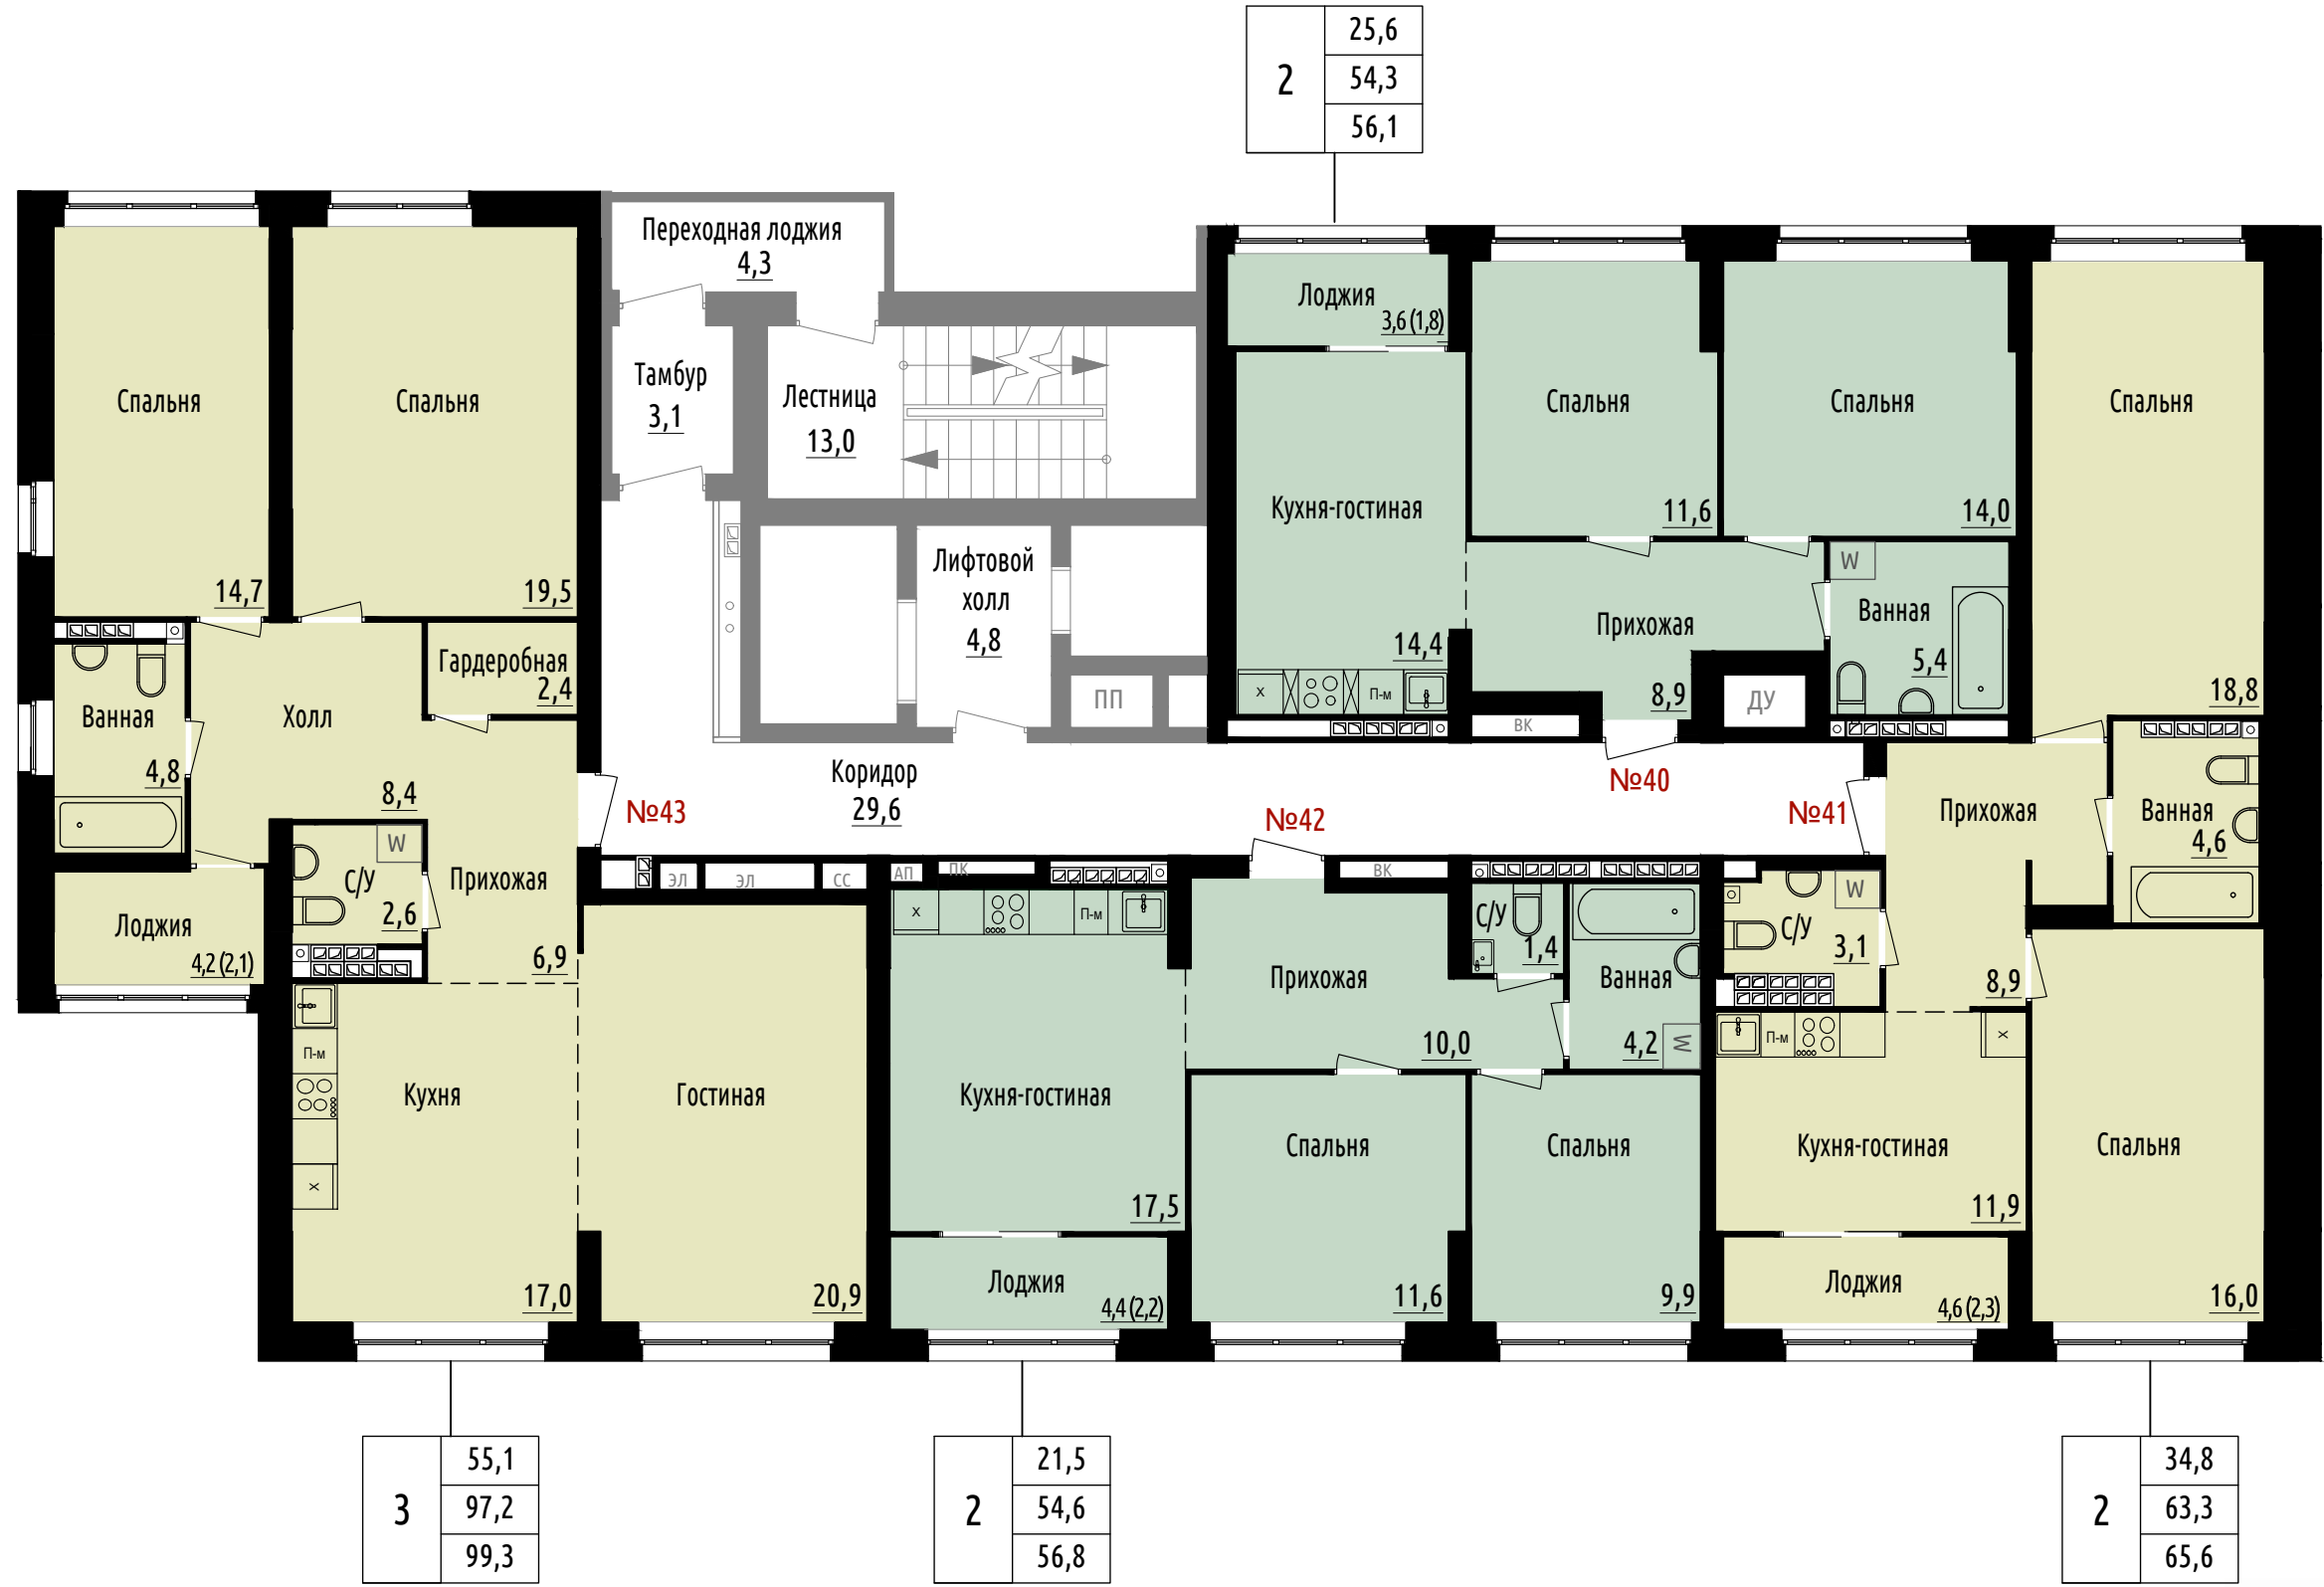 2
25,6
54,3
56,1
Переходная лоджия
4,3
Тамбур
3,1
Лестница
13,0
Лифтовой
холл
4,8
ПП
Коридор
29,6
Спальня
14,7
Спальня
19,5
Гардеробная
2,4
Ванная
4,8
Холл
8,4
W
С/У
2,6
Прихожая
6,9
Лоджия
4,2 (2,1)
П-м
Х
Кухня
17,0
Гостиная
20,9
№43
ЭЛ
ЭЛ
СС
АП
ПК
ВК
Лоджия
3,6 (1,8)
Кухня-гостиная
14,4
Х
П-м
Спальня
11,6
Спальня
14,0
Прихожая
8,9
W
Ванная
5,4
ВК
ДУ
№40
№42
№41
Х
П-м
Кухня-гостиная
17,5
Лоджия
4,4 (2,2)
Прихожая
10,0
С/У
1,4
Ванная
4,2
W
Спальня
11,6
Спальня
9,9
Спальня
18,8
Прихожая
8,9
Ванная
4,6
W
С/У
3,1
П-м
Х
Кухня-гостиная
11,9
Лоджия
4,6 (2,3)
Спальня
16,0
3
55,1
97,2
99,3
2
21,5
54,6
56,8
2
34,8
63,3
65,6